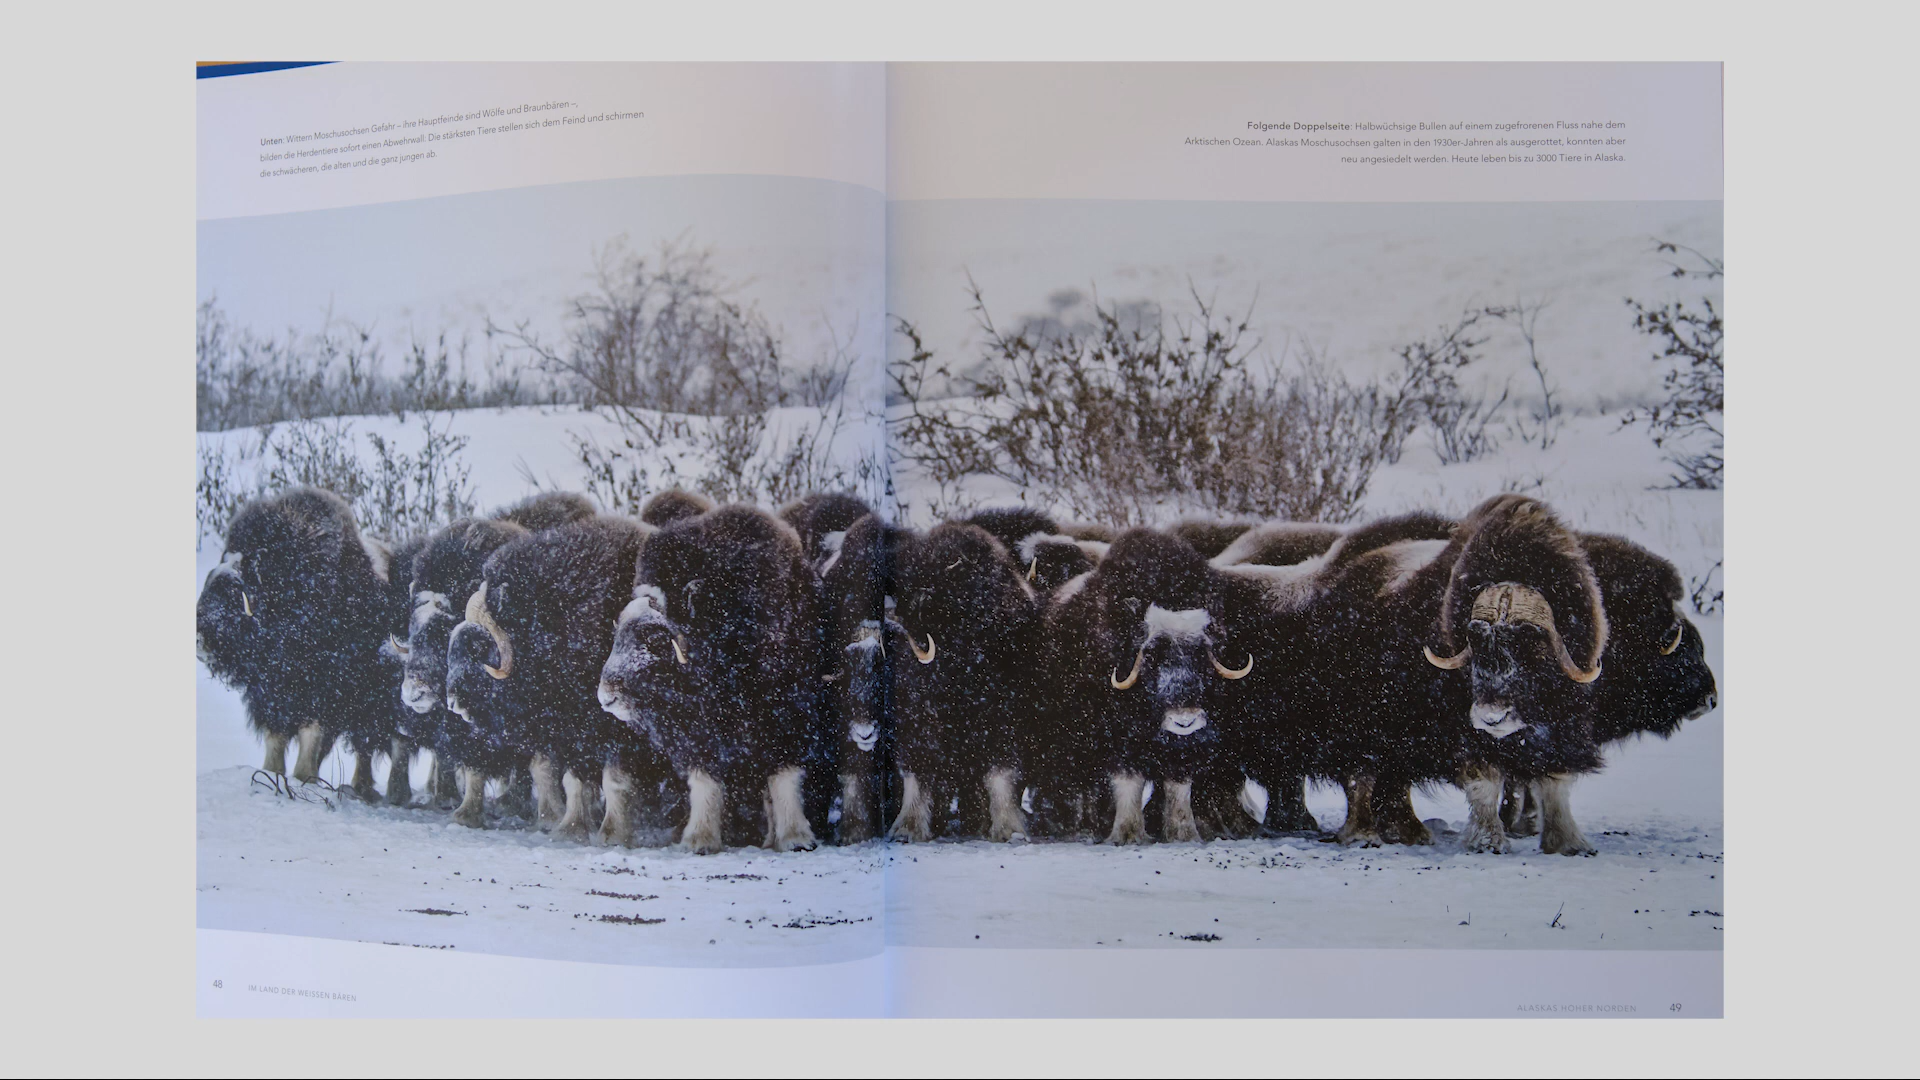 Unten: Wittern Moschusochsen Gefahr – ihre Hauptfeinde sind Wölfe und Braunbären –,
bilden die Herdentiere sofort einen Abwehrwall: Die stärksten Tiere stellen sich dem Feind und schirmen
die schwächeren, die alten und die ganz jungen ab.
Folgende Doppelseite: Halbwüchsige Bullen auf einem zugefrorenen Fluss nahe dem
Arktischen Ozean. Alaskas Moschusochsen galten in den 1930er-Jahren als ausgerottet, konnten aber
neu angesiedelt werden. Heute leben bis zu 3000 Tiere in Alaska.
48 IM LAND DER WEISSEN BÄREN
ALASKAS HOHER NORDEN 49